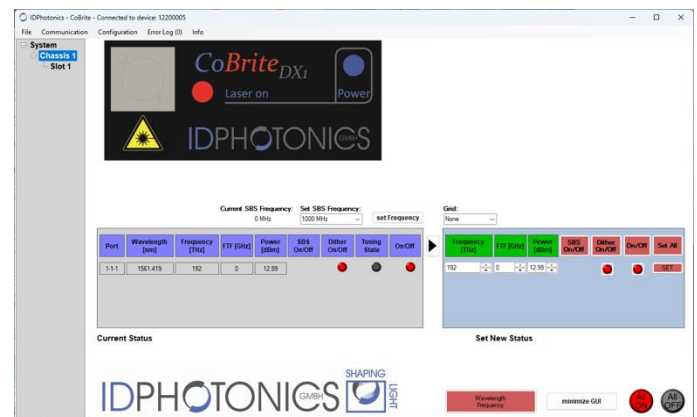 IDPhotonics - CoBrite - Connected to device: 12200005
File Communication Configuration Error Log (0) Info
System
Chassis 1
Slot 1
CoBrite DX1
Laser on Power
IDPHOTONICS GMBH
Current SBS Frequency: Set SBS Frequency: Grid:
0 MHz 1000 MHz set Frequency None
Port Wavelength [nm] Frequency [THz] FTF [GHz] Power [dBm] SBS On/Off Dither On/Off Tuning State On/Off Frequency [THz] FTF [GHz] Power [dBm] SBS On/Off Dither On/Off On/Off Set All
1-1-1 1561.419 192 0 12.99 192 0 12.99 SET
Current Status Set New Status
IDPHOTONICS GMBH SHAPING LIGHT
Wavelength Frequency minimize GUI All ON All OFF